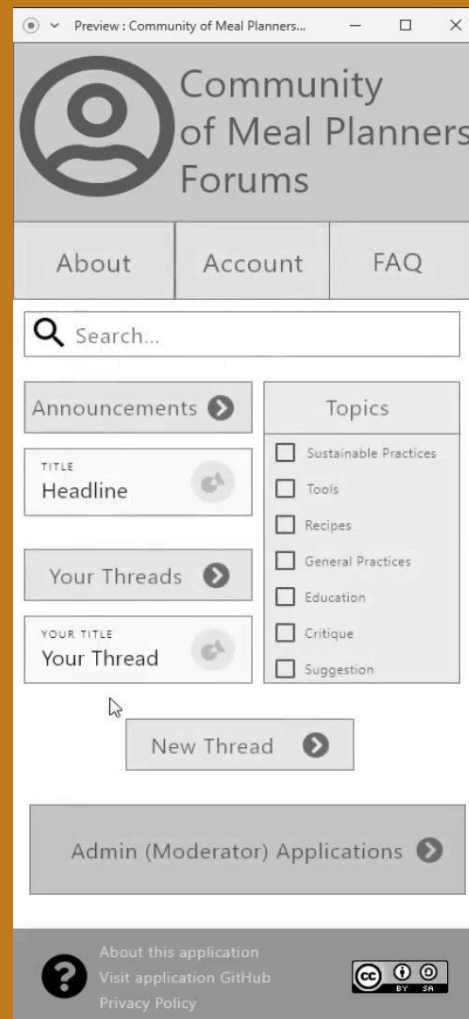 Preview : Community of Meal Planners...
Community
of Meal Planners
Forums
About
Account
FAQ
Search...
Announcements
TITLE
Headline
Your Threads
YOUR TITLE
Your Thread
Topics
Sustainable Practices
Tools
Recipes
General Practices
Education
Critique
Suggestion
New Thread
Admin (Moderator) Applications
?
About this application
Visit application GitHub
Privacy Policy
cc
BY SA